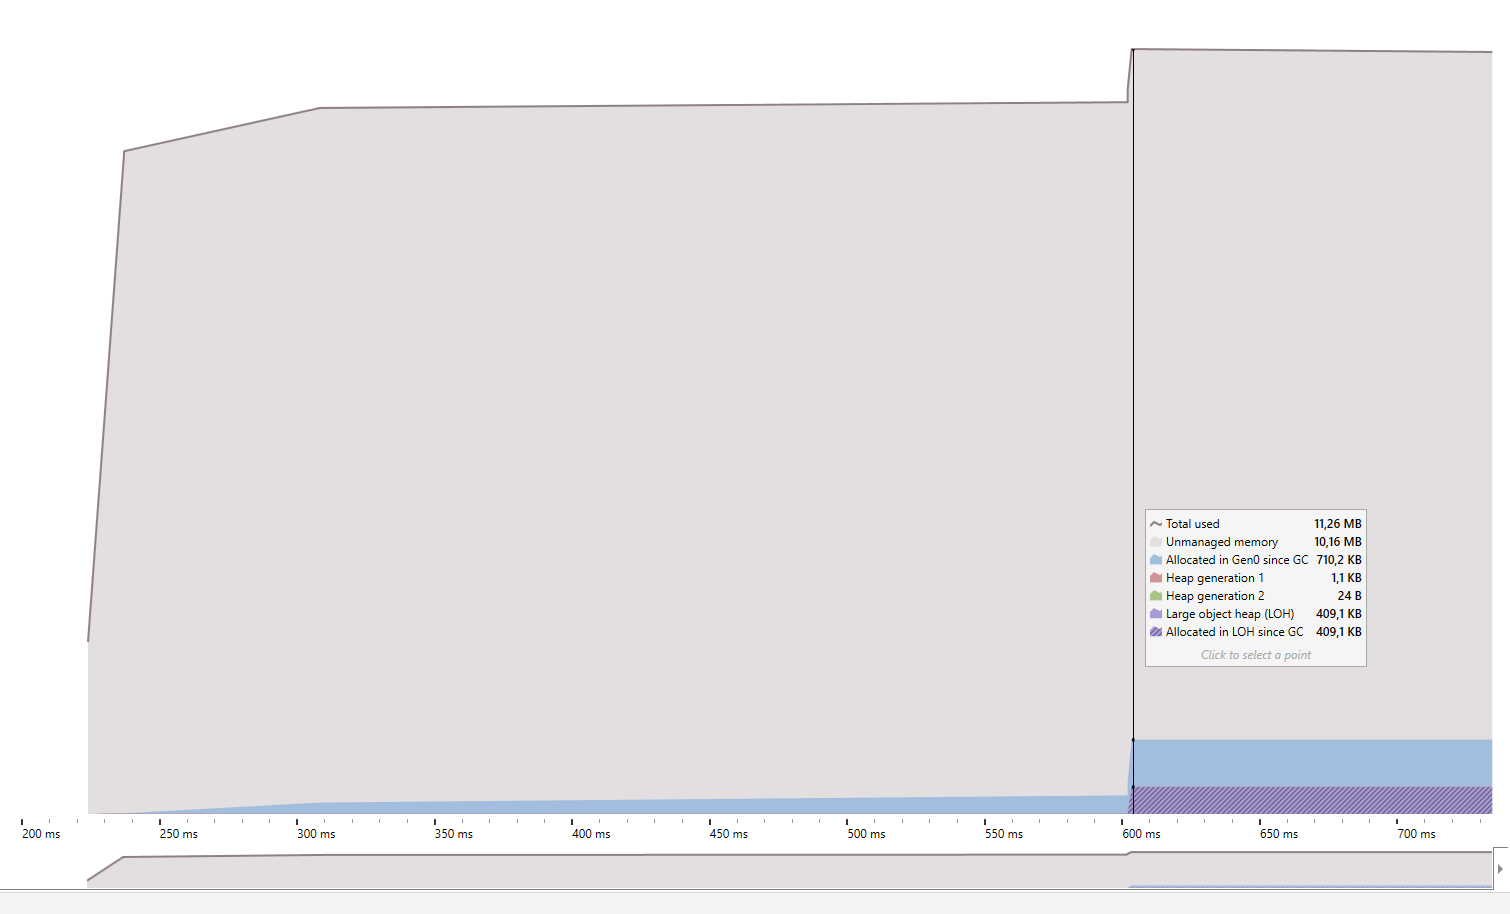 Total used 11,26 MB
Unmanaged memory 10,16 MB
Allocated in Gen0 since GC 710,2 KB
Heap generation 1 1,1 KB
Heap generation 2 24 B
Large object heap (LOH) 409,1 KB
Allocated in LOH since GC 409,1 KB
Click to select a point
200 ms 250 ms 300 ms 350 ms 400 ms 450 ms 500 ms 550 ms 600 ms 650 ms 700 ms